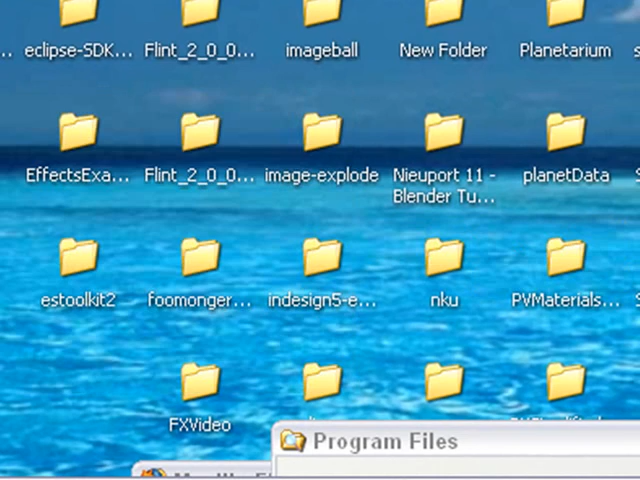 eclipse-SDK... Flint_2_0_0... imageball New Folder Planetarium
EffectsExa... Flint_2_0_0... image-explode Nieuport 11 - planetData
Blender Tu...
estoolkit2 foomonger... indesign5-e... nku PVMaterials...
FXVideo
Program Files